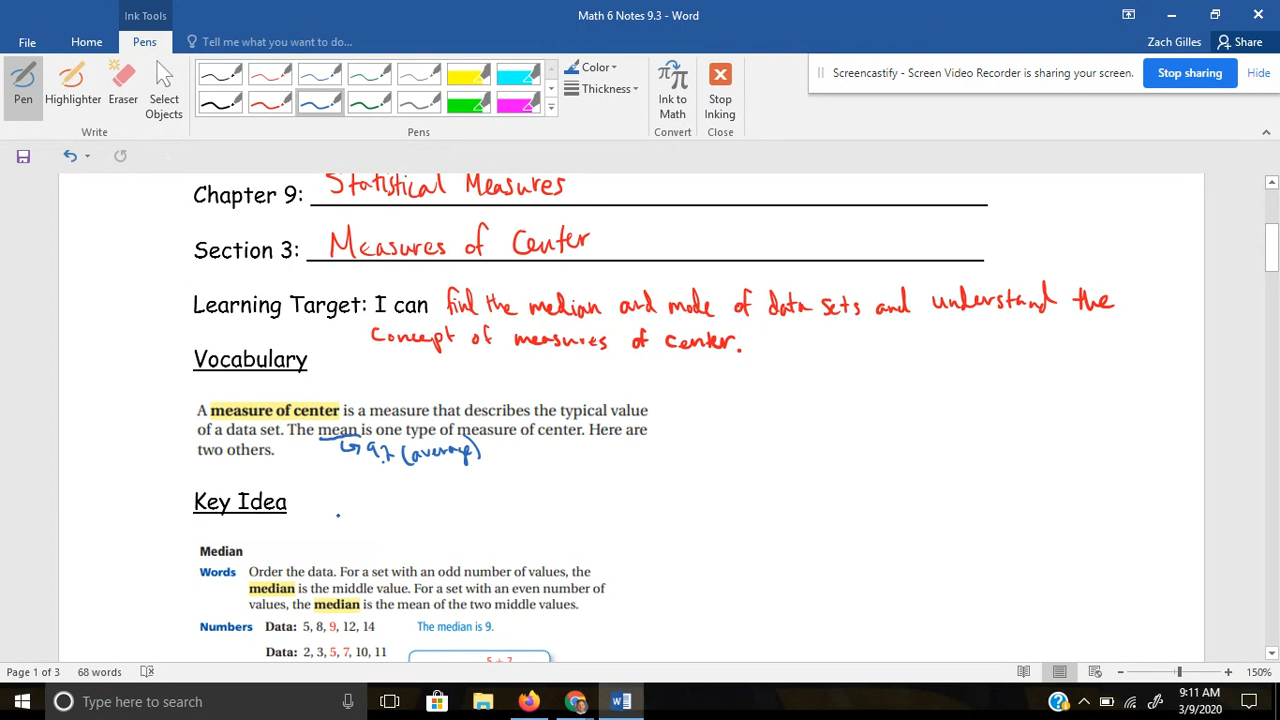 Ink Tools
Math 6 Notes 9.3 - Word
File Home Pens Tell me what you want to do... Zach Gilles Share
Screencastify - Screen Video Recorder is sharing your screen. Stop sharing Hide
Pen Highlighter Eraser Select Objects
Color
Thickness
Ink to Math Stop Inking
Write Pens Convert Close
Chapter 9: Statistical Measures
Section 3: Measures of Center
Learning Target: I can find the median and mode of data sets and understand the
concept of measures of center.
Vocabulary
A measure of center is a measure that describes the typical value
of a data set. The mean is one type of measure of center. Here are
two others.
9.2 (average)
Key Idea
Median
Words Order the data. For a set with an odd number of values, the
median is the middle value. For a set with an even number of
values, the median is the mean of the two middle values.
Numbers Data: 5, 8, 9, 12, 14 The median is 9.
Data: 2, 3, 5, 7, 10, 11
5 + 7
Page 1 of 3 68 words 150%
Type here to search
9:11 AM
3/9/2020